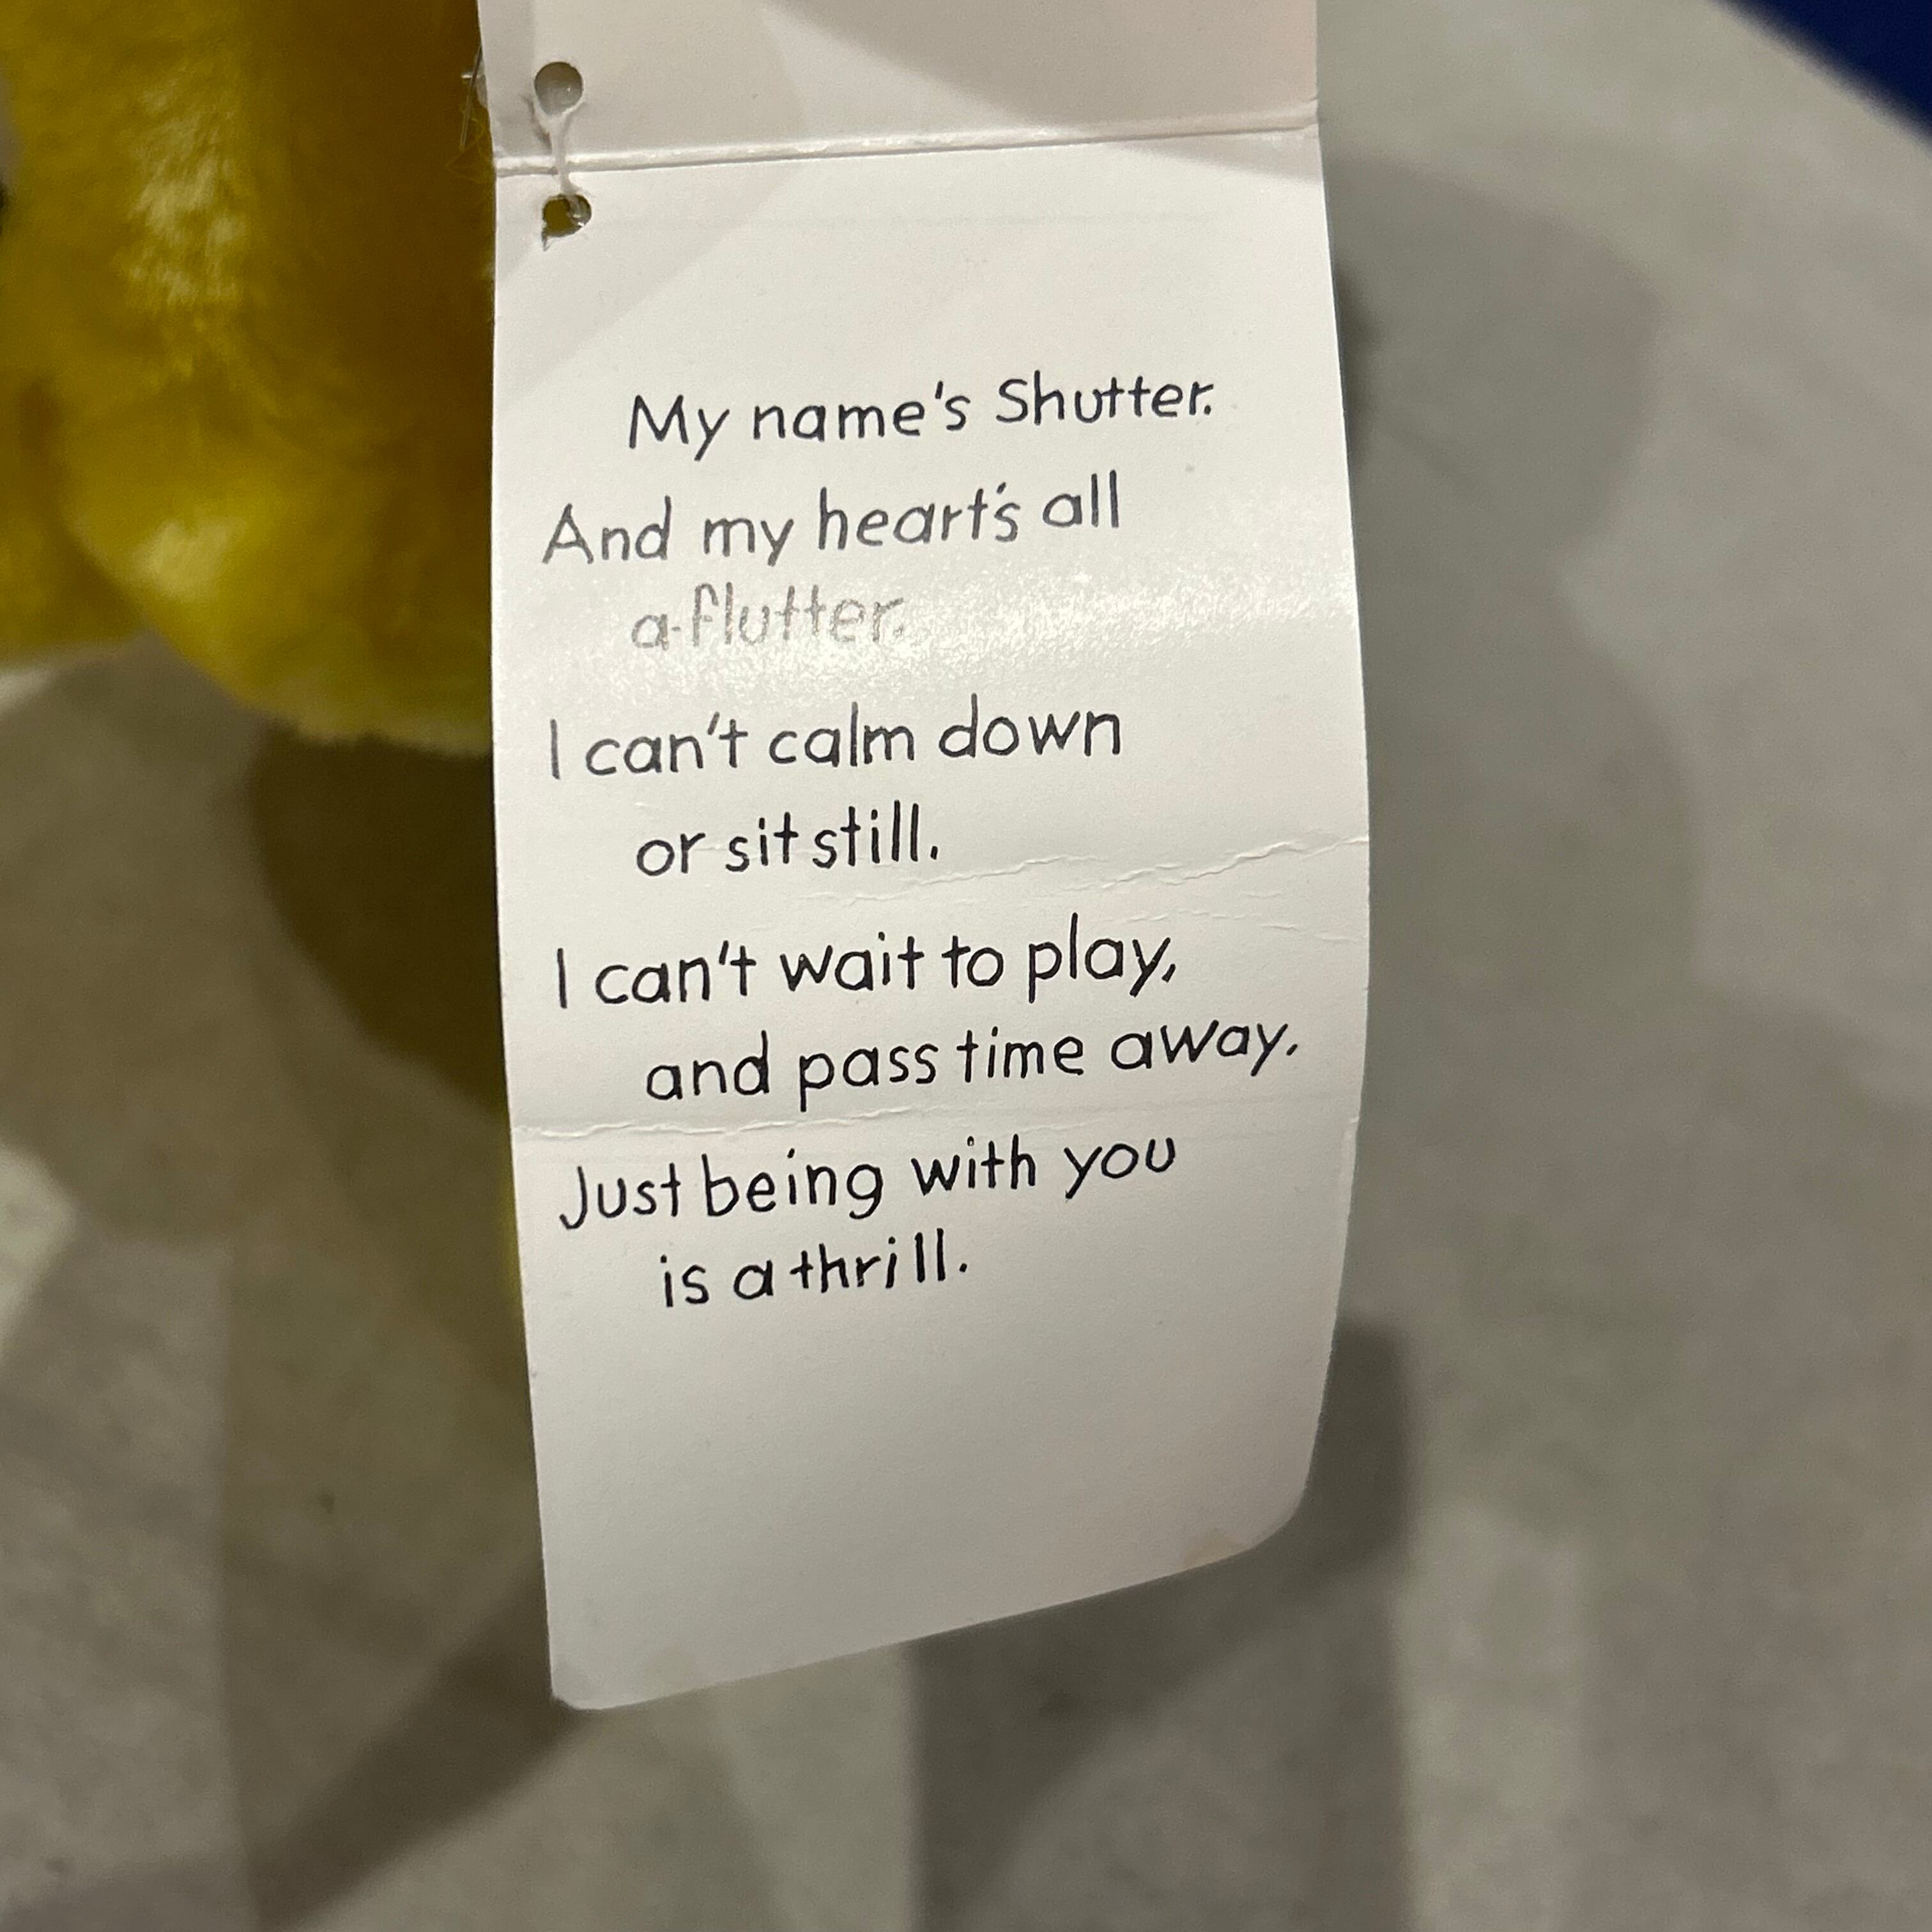 My name's Shutter.
And my heart's all
a-flutter.
I can't calm down
or sit still.
I can't wait to play,
and pass time away.
Just being with you
is a thrill.